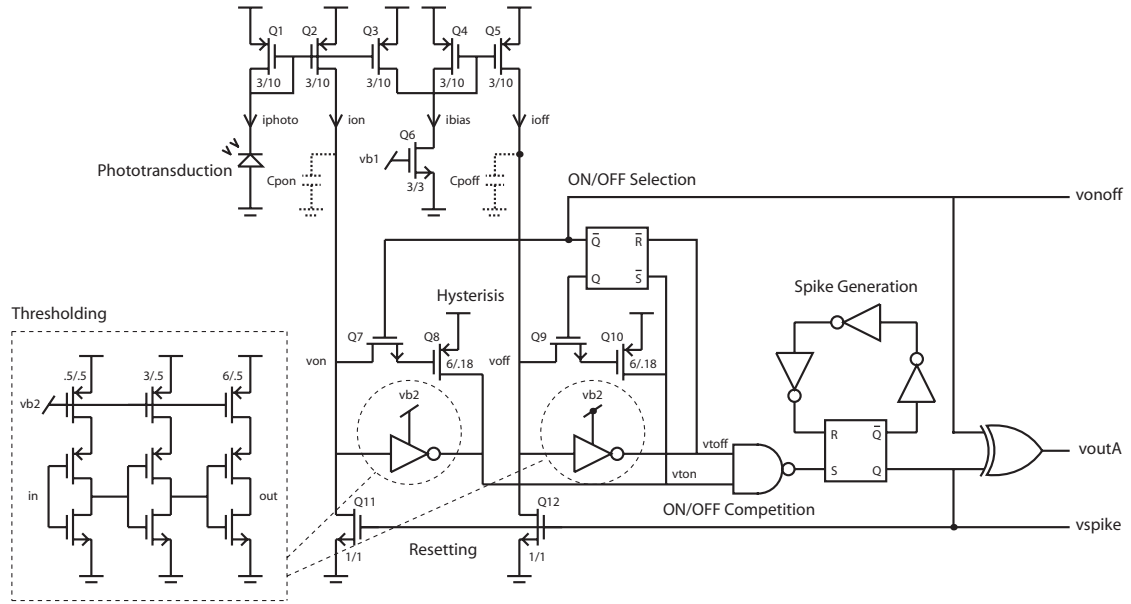 Q1 Q2 Q3 Q4 Q5
3/10 3/10 3/10 3/10 3/10
iphoto ion ibias ioff
Q6
vb1
3/3
Phototransduction
Cpon
Cpoff
ON/OFF Selection
vonoff
Q R
Q S
Spike Generation
Hysterisis
Thresholding
Q7 Q8 Q9 Q10
von
6/.18
voff
6/.18
.5/.5 3/.5 6/.5
vb2
vb2
vb2
R Q
S Q
vtoff
vton
voutA
in
out
ON/OFF Competition
Q11 Q12
vspike
Resetting
1/1 1/1